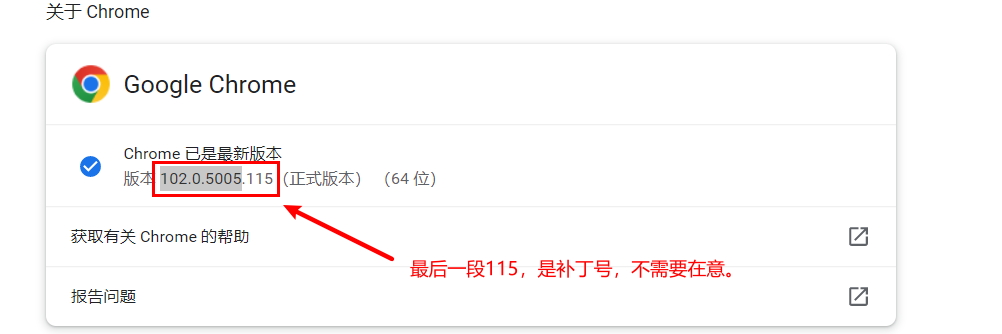 关于 Chrome
Google Chrome
Chrome 已是最新版本
版本 102.0.5005.115（正式版本） （64 位）
获取有关 Chrome 的帮助
最后一段115，是补丁号，不需要在意。
报告问题